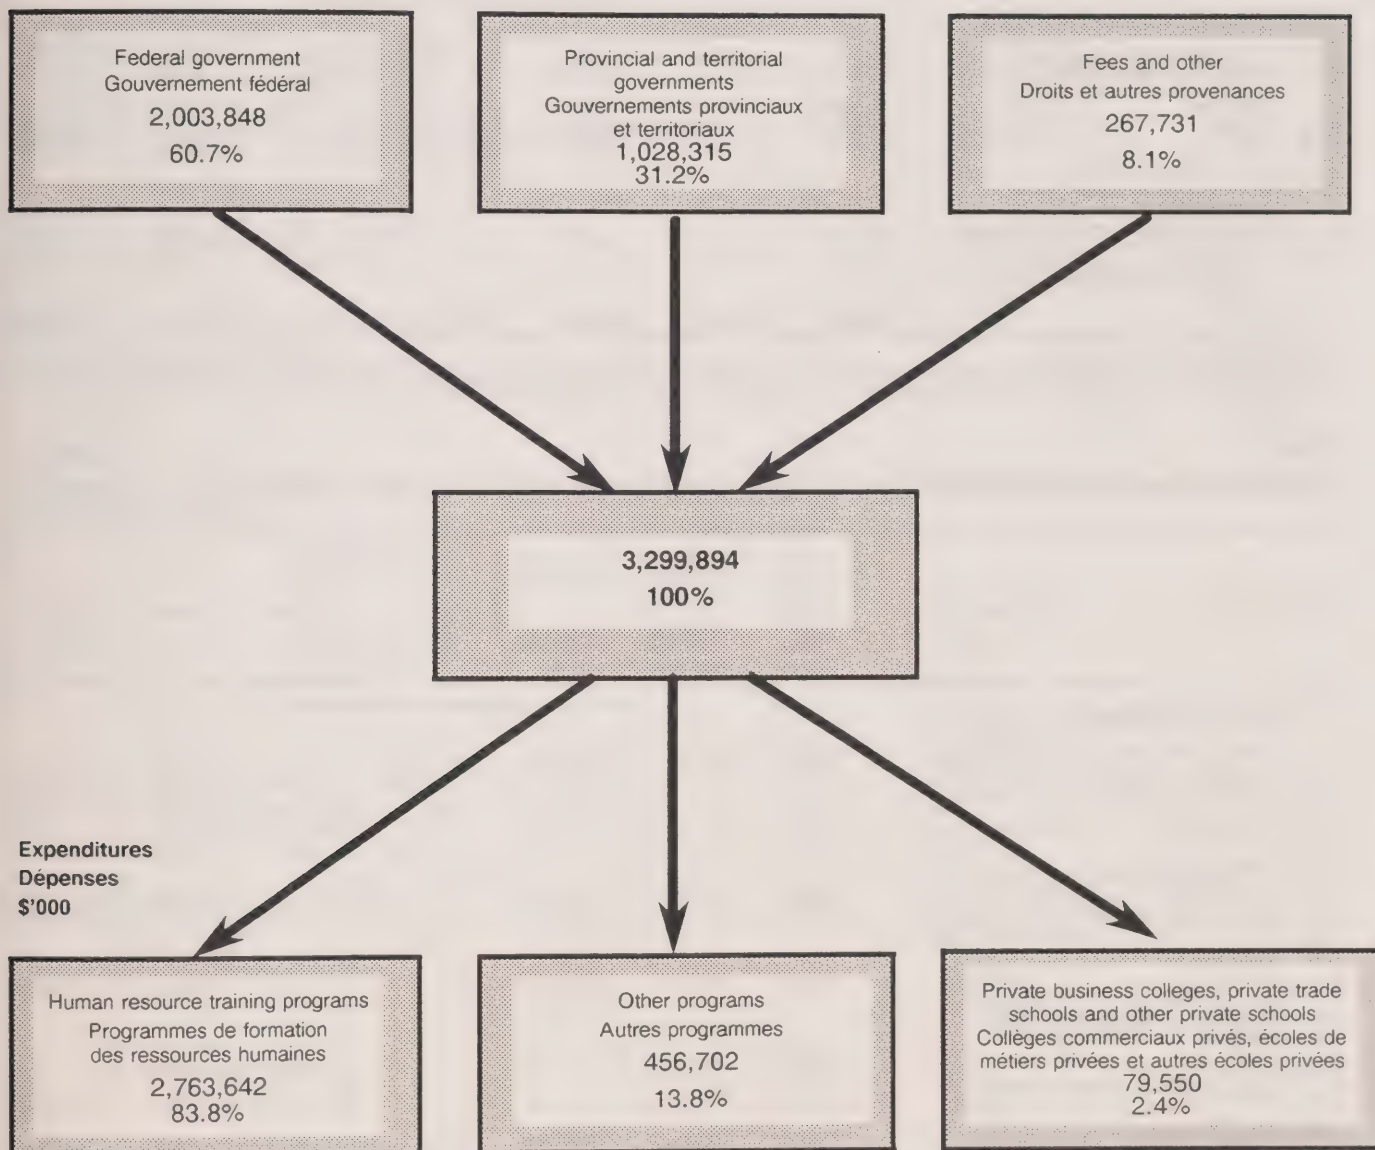 Federal government
Gouvernement fédéral
2,003,848
60.7%
Provincial and territorial
governments
Gouvernements provinciaux
et territoriaux
1,028,315
31.2%
Fees and other
Droits et autres provenances
267,731
8.1%
3,299,894
100%
Expenditures
Dépenses
$'000
Human resource training programs
Programmes de formation
des ressources humaines
2,763,642
83.8%
Other programs
Autres programmes
456,702
13.8%
Private business colleges, private trade
schools and other private schools
Collèges commerciaux privés, écoles de
métiers privées et autres écoles privées
79,550
2.4%